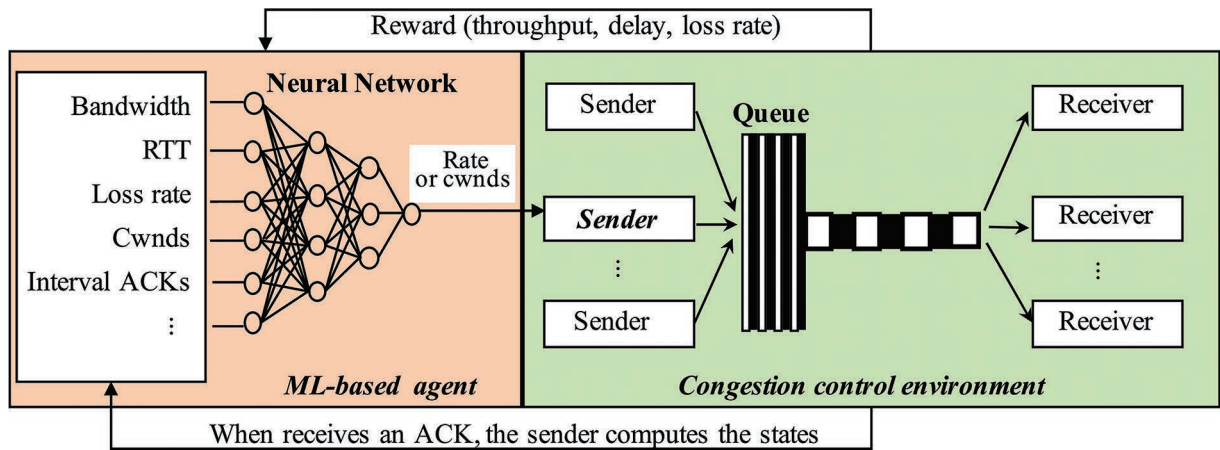 Reward (throughput, delay, loss rate)
Neural Network
Bandwidth
RTT
Loss rate
Cwnds
Interval ACKs
⋮
Rate
or cwnds
ML-based agent
Sender
Sender
⋮
Sender
Queue
Receiver
Receiver
⋮
Receiver
Congestion control environment
When receives an ACK, the sender computes the states